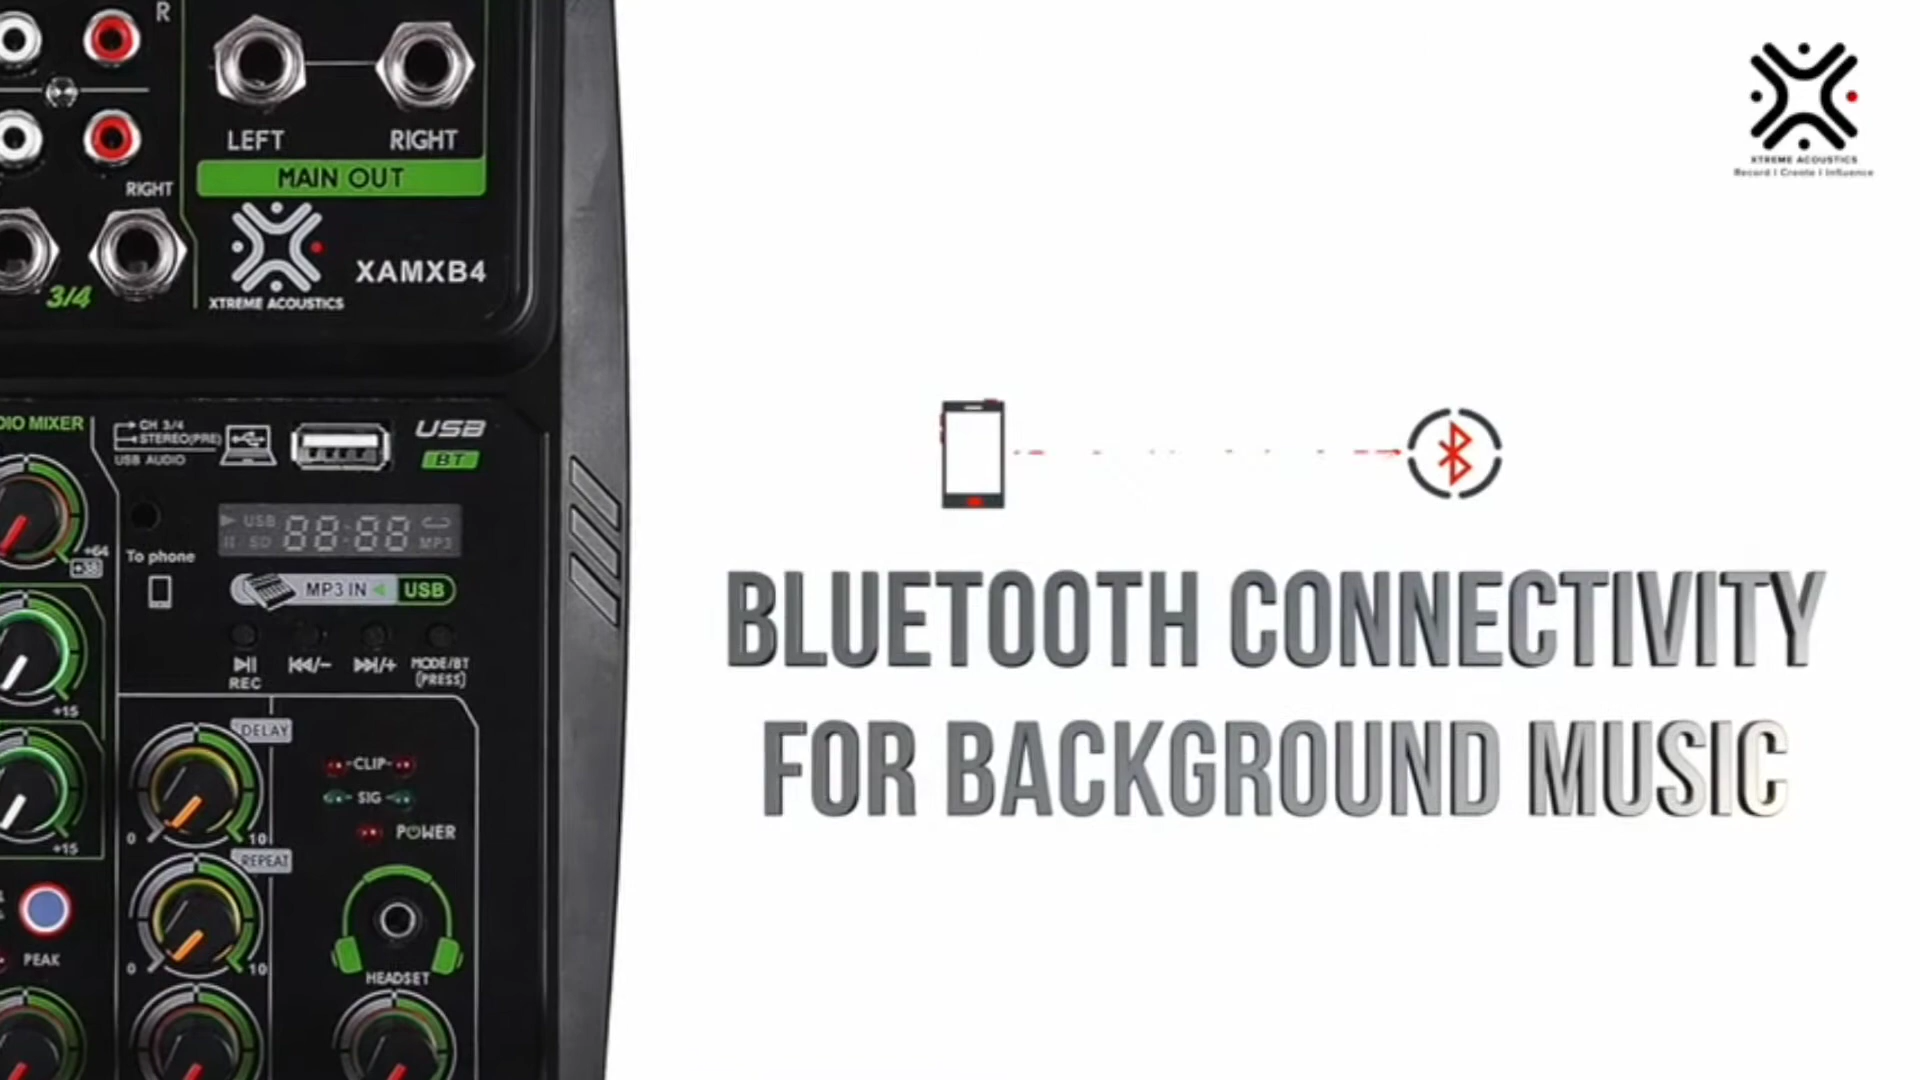 R
LEFT
RIGHT
MAIN OUT
RIGHT
3/4
XTREME ACOUSTICS
XAMXB4
XTREME ACOUSTICS
Record | Create | Influence
DIO MIXER
CH 3/4
STEREO(PRE)
USB AUDIO
USB
BT
USB
SD
88:88
MP3
+64
+38
To phone
MP3 IN
USB
REC
-
+
MODE/BT
(PRESS)
+15
DELAY
0
10
CLIP
SIG
POWER
+15
REPEAT
0
10
PEAK
HEADSET
BLUETOOTH CONNECTIVITY
FOR BACKGROUND MUSIC